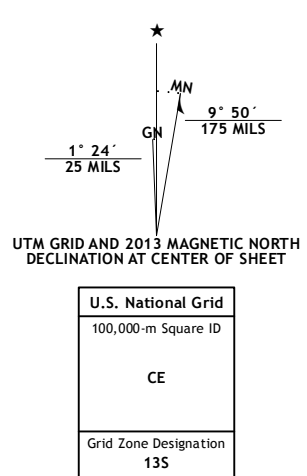 ★
MN
GN
9° 50´
175 MILS
1° 24´
25 MILS
UTM GRID AND 2013 MAGNETIC NORTH
DECLINATION AT CENTER OF SHEET
U.S. National Grid
100,000-m Square ID
CE
Grid Zone Designation
13S